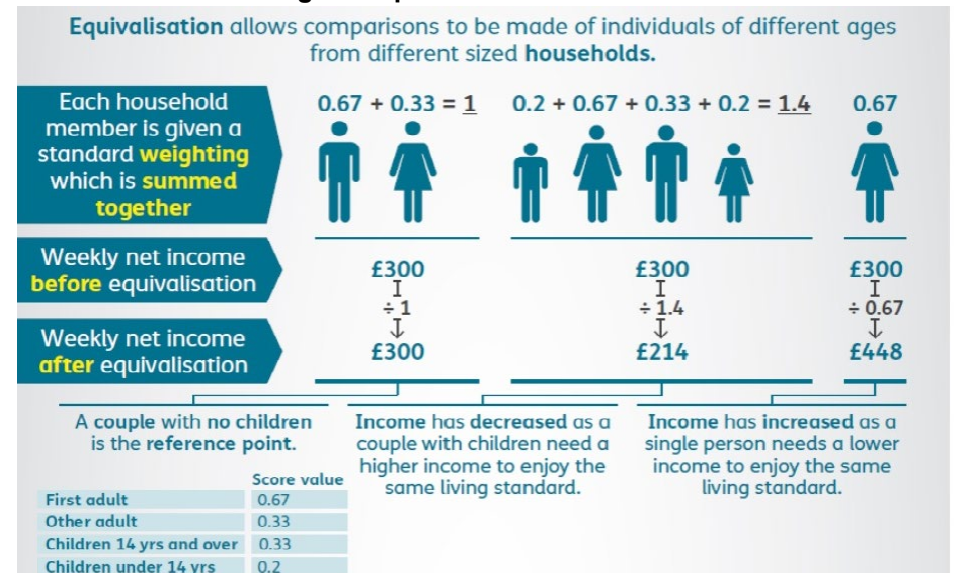 Equivalisation allows comparisons to be made of individuals of different ages
from different sized households.
Each household
member is given a
standard weighting
which is summed
together
0.67 + 0.33 = 1
0.2 + 0.67 + 0.33 + 0.2 = 1.4
0.67
Weekly net income
before equivalisation
£300
£300
£300
÷ 1
÷ 1.4
÷ 0.67
Weekly net income
after equivalisation
£300
£214
£448
A couple with no children
is the reference point.
Income has decreased as a
couple with children need a
higher income to enjoy the
same living standard.
Income has increased as a
single person needs a lower
income to enjoy the same
living standard.
Score value
First adult 0.67
Other adult 0.33
Children 14 yrs and over 0.33
Children under 14 yrs 0.2